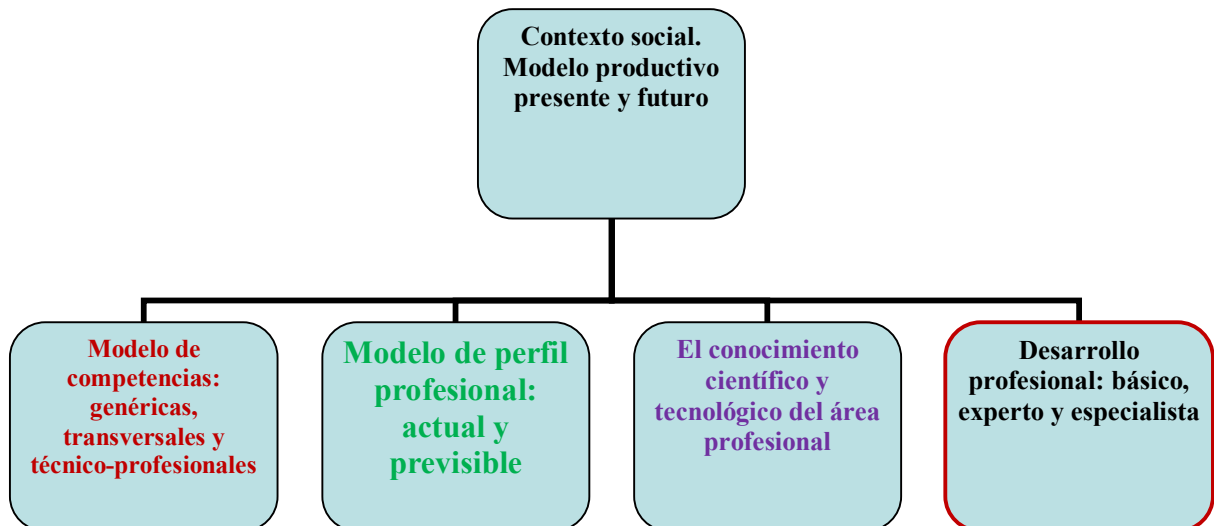 Contexto social.
Modelo productivo
presente y futuro
Modelo de
competencias:
genéricas,
transversales y
técnico-profesionales
Modelo de perfil
profesional:
actual y
previsible
El conocimiento
científico y
tecnológico del área
profesional
Desarrollo
profesional: básico,
experto y especialista